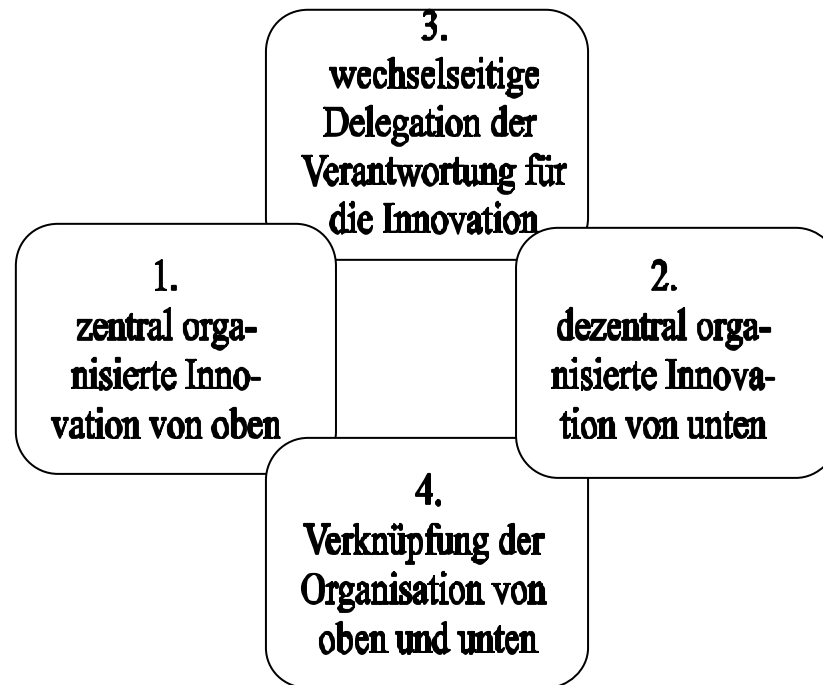 3.
wechselseitige
Delegation der
Verantwortung für
die Innovation
1.
zentral orga-
nisierte Inno-
vation von oben
2.
dezentral orga-
nisierte Innova-
tion von unten
4.
Verknüpfung der
Organisation von
oben und unten